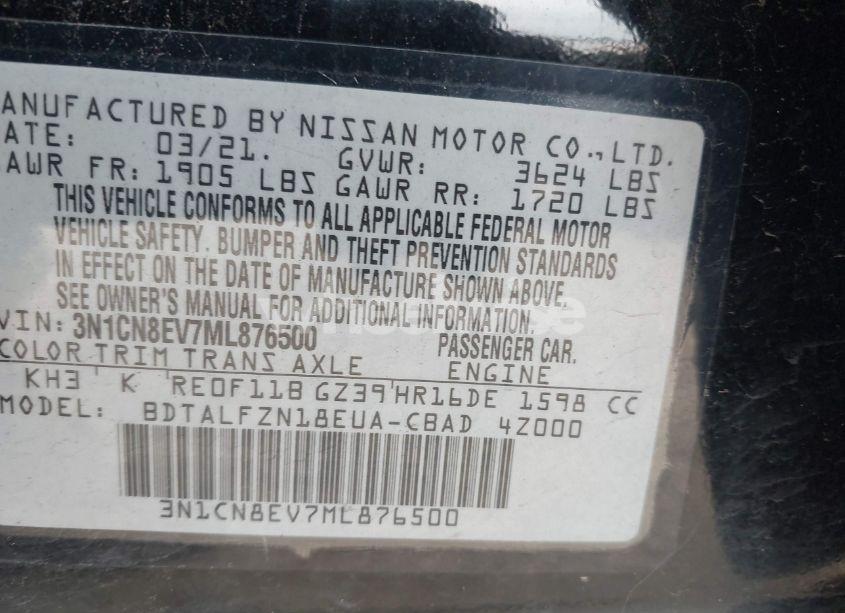 ANUFACTURED BY NISSAN MOTOR CO., LTD.
ATE: 03/21. GVWR: 3624 LBS
AWR FR: 1905 LBS GAWR RR: 1720 LBS
THIS VEHICLE CONFORMS TO ALL APPLICABLE FEDERAL MOTOR
VEHICLE SAFETY. BUMPER AND THEFT PREVENTION STANDARDS
IN EFFECT ON THE DATE OF MANUFACTURE SHOWN ABOVE.
SEE OWNER'S MANUAL FOR ADDITIONAL INFORMATION.
VIN: 3N1CN8EV7ML876500 PASSENGER CAR.
COLOR TRIM TRANS AXLE ENGINE
KH3 K RE0F11B GZ39 HR16DE 1598 CC
MODEL: BDTALFZN18EUA-CBAD 4Z000
3N1CN8EV7ML876500